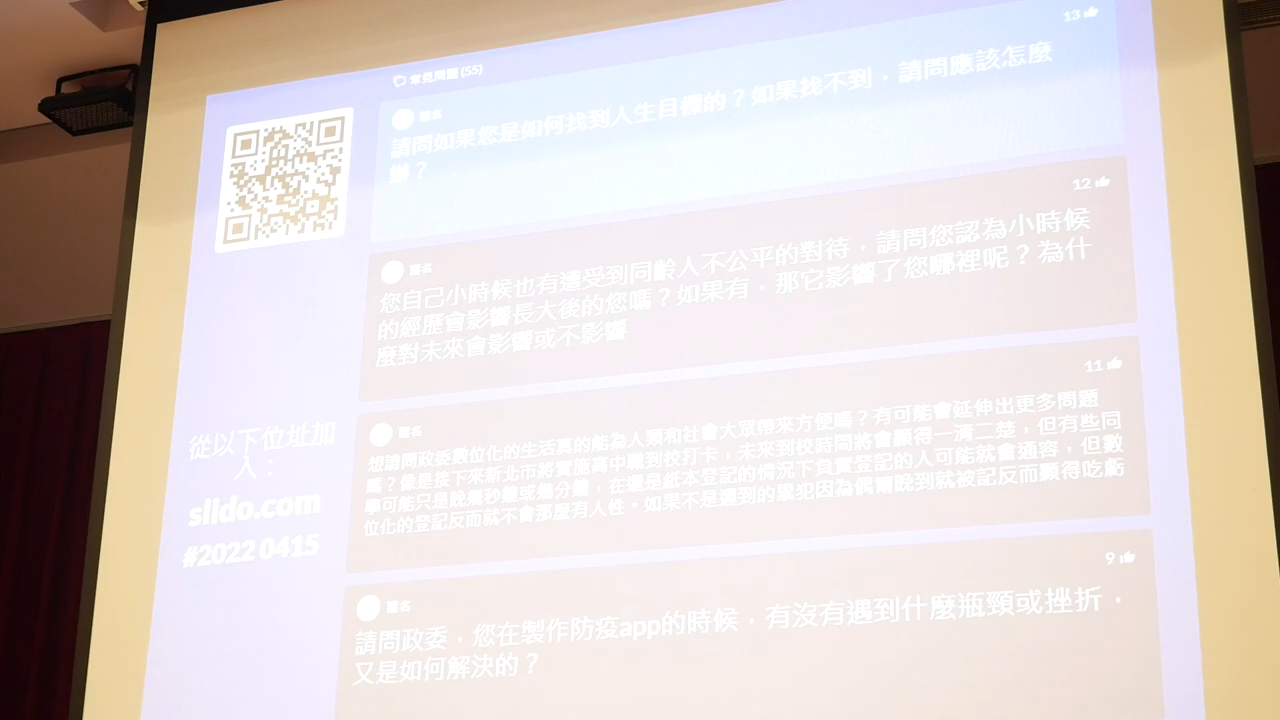 常見問題 (55)
13
匿名
請問如果您是如何找到人生目標的？如果找不到，請問應該怎麼
辦？
12
匿名
您自己小時候也有遭受到同齡人不公平的對待，請問您認為小時候
的經歷會影響長大後的您嗎？如果有，那它影響了您哪裡呢？為什
麼對未來會影響或不影響
11
匿名
想請問政委數位化的生活真的能為人類和社會大眾帶來方便嗎？有可能會延伸出更多問題
嗎？像是接下來新北市將實施高中職到校打卡，未來到校時間將會顯得一清二楚，但有些同
學可能只是晚幾秒鐘或幾分鐘，在還是紙本登記的情況下負責登記的人可能就會通容，但數
位化的登記反而就不會那麼有人性。如果不是遲到的累犯因為偶爾晚到就被記反而顯得吃虧
9
匿名
請問政委，您在製作防疫app的時候，有沒有遇到什麼瓶頸或挫折，
又是如何解決的？
從以下位址加
入：
slido.com
#2022 0415